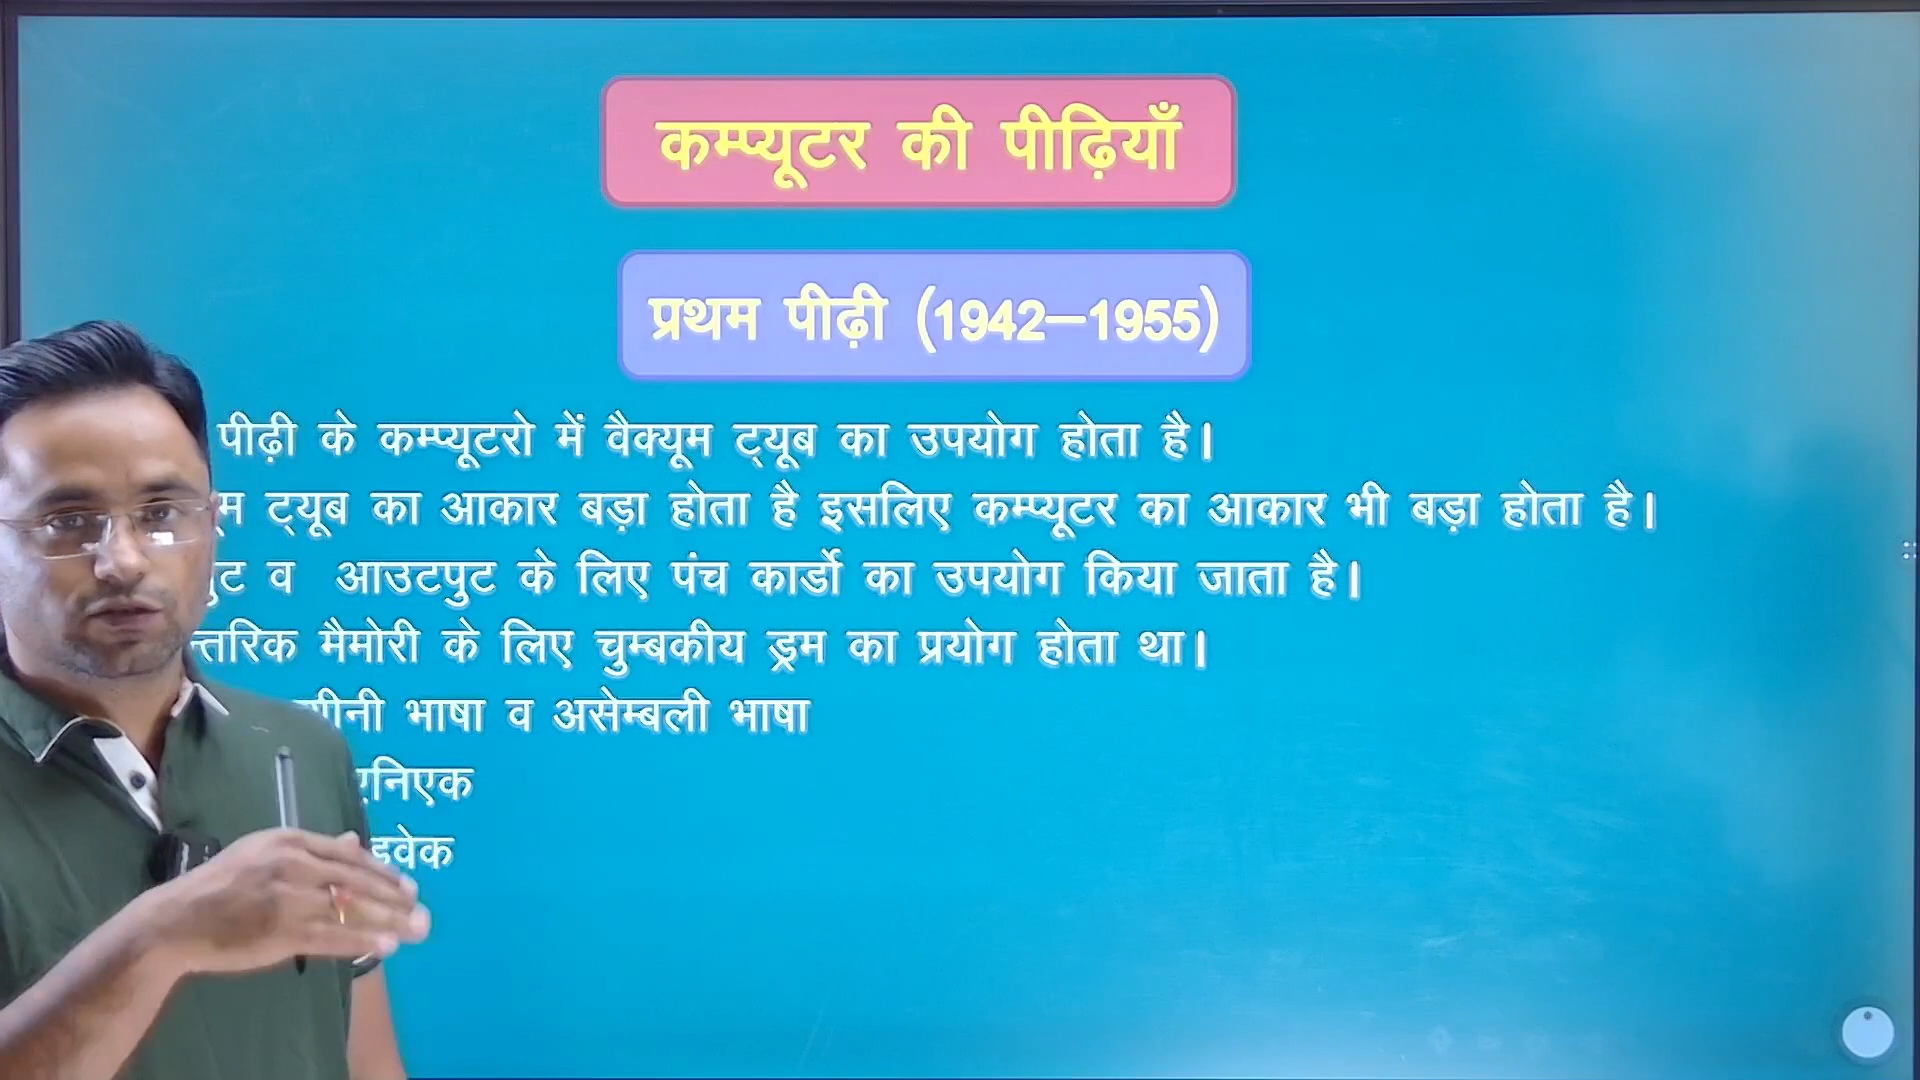 कम्प्यूटर की पीढ़ियाँ
प्रथम पीढ़ी (1942–1955)
पीढ़ी के कम्प्यूटरो में वैक्यूम ट्यूब का उपयोग होता है।
ट्यूब का आकार बड़ा होता है इसलिए कम्प्यूटर का आकार भी बड़ा होता है।
व आउटपुट के लिए पंच कार्डो का उपयोग किया जाता है।
मैमोरी के लिए चुम्बकीय ड्रम का प्रयोग होता था।
भाषा व असेम्बली भाषा